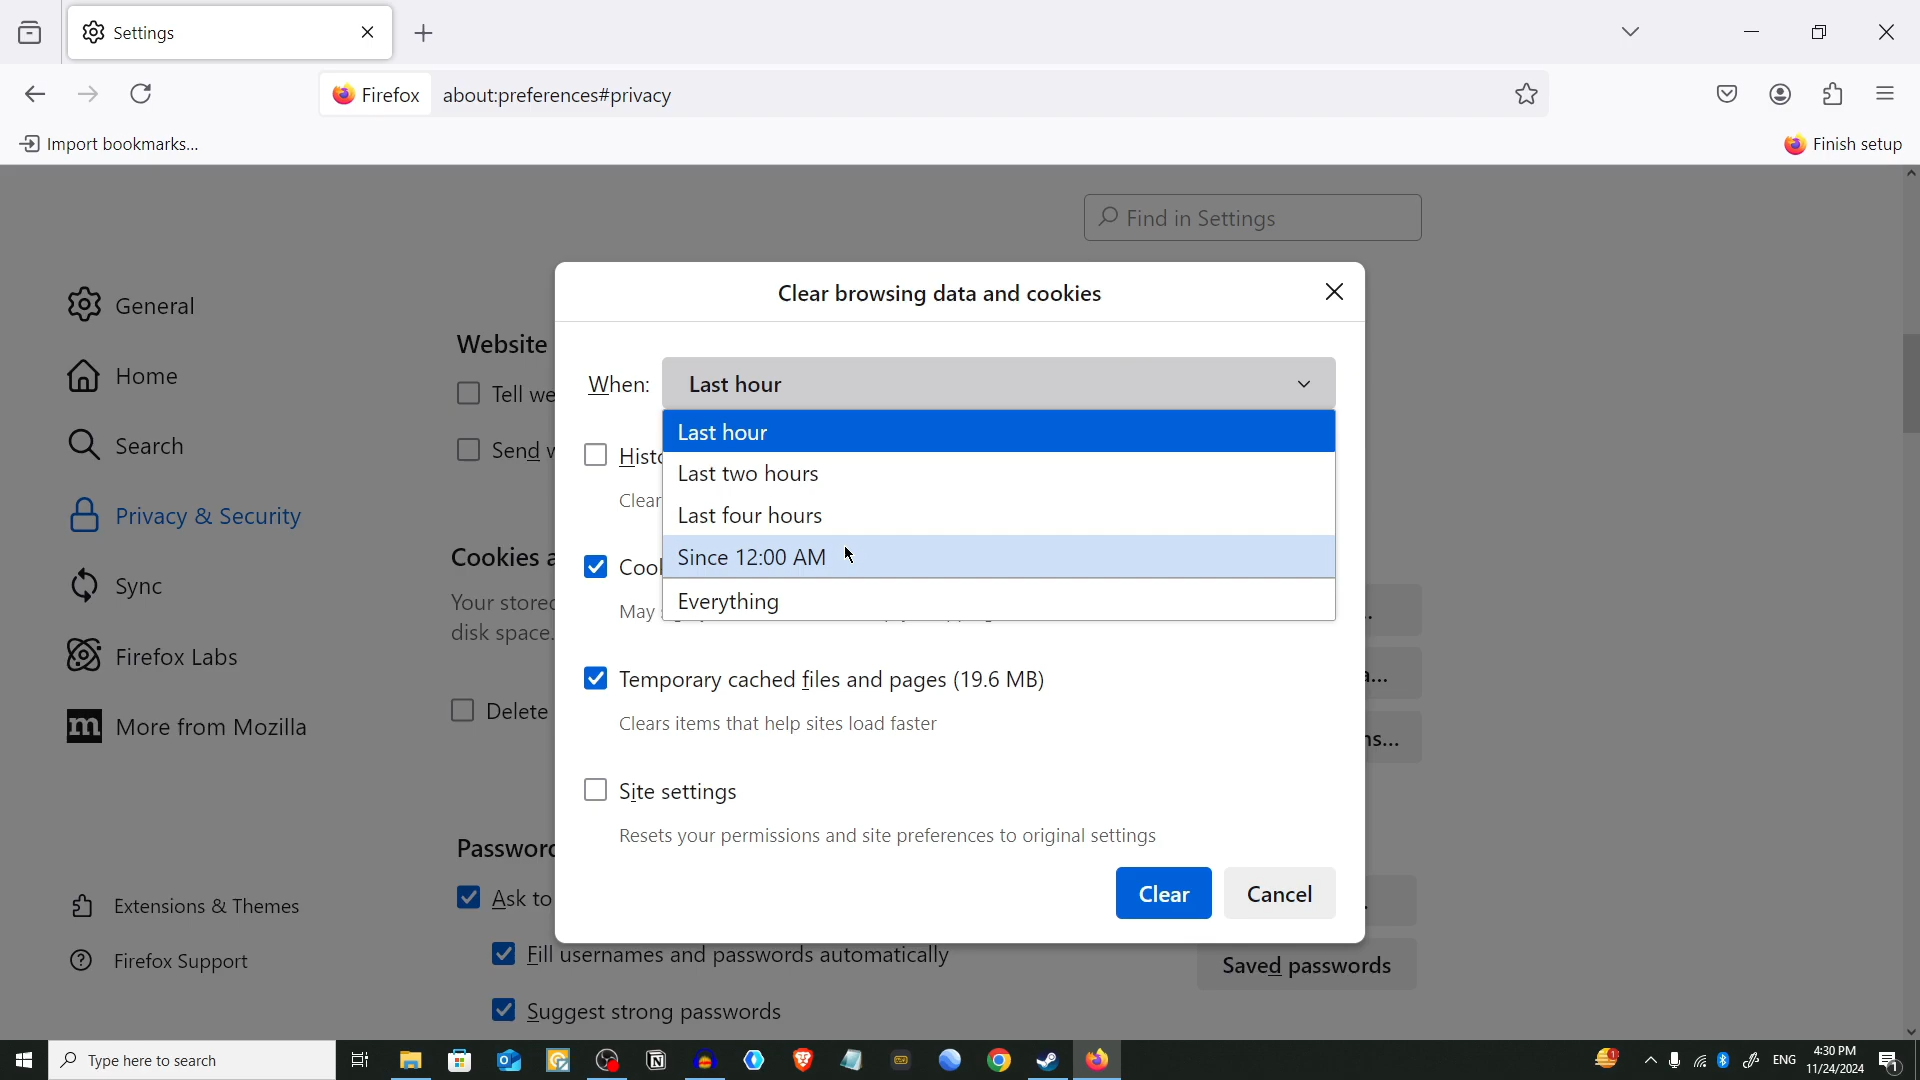 Settings
Firefox about:preferences#privacy
Import bookmarks...
Finish setup
Find in Settings
General
Home
Search
Privacy & Security
Sync
Firefox Labs
More from Mozilla
Extensions & Themes
Firefox Support
Website
Tell we
Send w
Cookies a
Your stored
disk space.
Delete
Password
Ask to
Fill usernames and passwords automatically
Suggest strong passwords
Saved passwords
Clear browsing data and cookies
When: Last hour
Last hour
Last two hours
Last four hours
Since 12:00 AM
Everything
Histo
Clear
Cook
May
Temporary cached files and pages (19.6 MB)
Clears items that help sites load faster
Site settings
Resets your permissions and site preferences to original settings
Clear Cancel
Type here to search
ENG
4:30 PM
11/24/2024